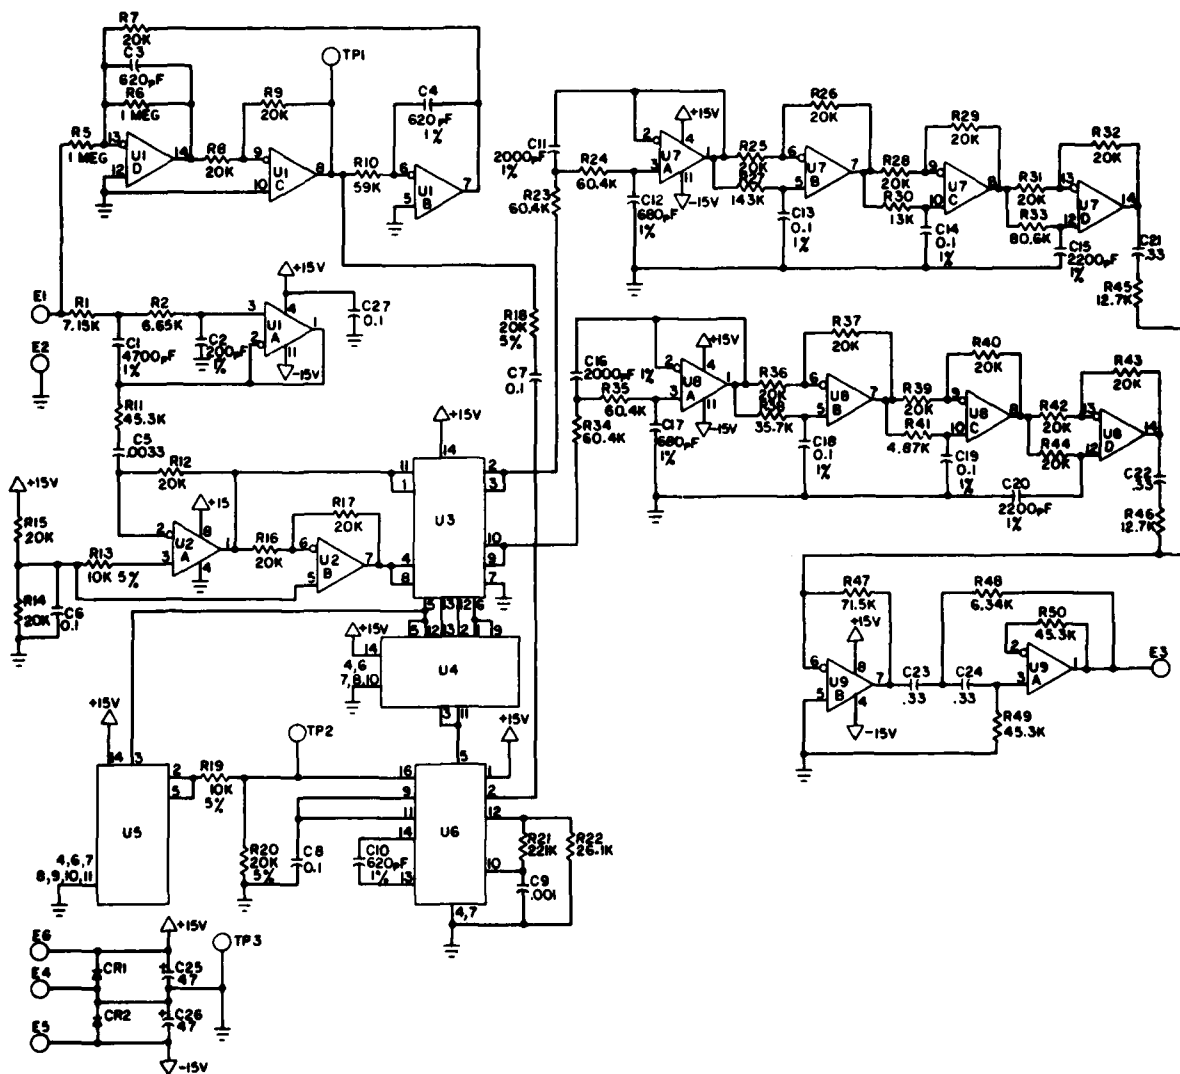 R7
20K
C3
620pF
R6
1 MEG
R5
1 MEG
13
12
U1
D
14
R8
20K
R9
20K
9
10
U1
C
8
TP1
R10
59K
C4
620pF
1%
6
5
U1
B
7
E1
E2
R1
7.15K
R2
6.65K
C1
4700pF
1%
C2
200pF
1%
+15V
3
2
U1
A
4
11
1
-15V
C27
0.1
R11
45.3K
C5
.0033
R12
20K
+15V
R15
20K
R14
20K
C6
0.1
R13
10K 5%
2
3
U2
A
+15
8
4
1
R16
20K
R17
20K
6
5
U2
B
7
R18
20K
5%
C7
0.1
+15V
14
11
1
4
8
U3
2
3
10
9
7
5
13
12
6
+15V
14
4,6
7,8,10
U4
5
12
13
2
1
9
3
11
+15V
14
3
U5
2
5
4,6,7
8,9,10,11
R19
10K
5%
TP2
R20
20K
5%
C8
0.1
C10
620pF
1%
+15V
5
16
9
11
14
13
U6
1
2
12
10
4,7
R21
221K
R22
26.1K
C9
.001
E6
E4
E5
CR1
CR2
+15V
C25
47
C26
47
-15V
TP3
C11
2000pF
1%
R23
60.4K
R24
60.4K
C12
680pF
1%
+15V
2
3
U7
A
4
11
1
-15V
R25
20K
R27
143K
R26
20K
6
5
U7
B
7
C13
0.1
1%
R28
20K
R30
13K
R29
20K
9
10
U7
C
8
C14
0.1
1%
R31
20K
R33
80.6K
R32
20K
13
12
U7
D
14
C15
2200pF
1%
C21
.33
R45
12.7K
C16
2000pF 1%
R34
60.4K
R35
60.4K
C17
680pF
1%
+15V
2
3
U8
A
4
11
1
-15V
R36
20K
R38
35.7K
R37
20K
6
5
U8
B
7
C18
0.1
1%
R39
20K
R41
4.87K
R40
20K
9
10
U8
C
8
C19
0.1
1%
R42
20K
R44
20K
R43
20K
13
12
U8
D
14
C20
2200pF
1%
C22
.33
R46
12.7K
R47
71.5K
+15V
6
5
U9
B
8
4
7
-15V
C23
.33
C24
.33
R48
6.34K
R50
45.3K
2
3
U9
A
1
R49
45.3K
E3